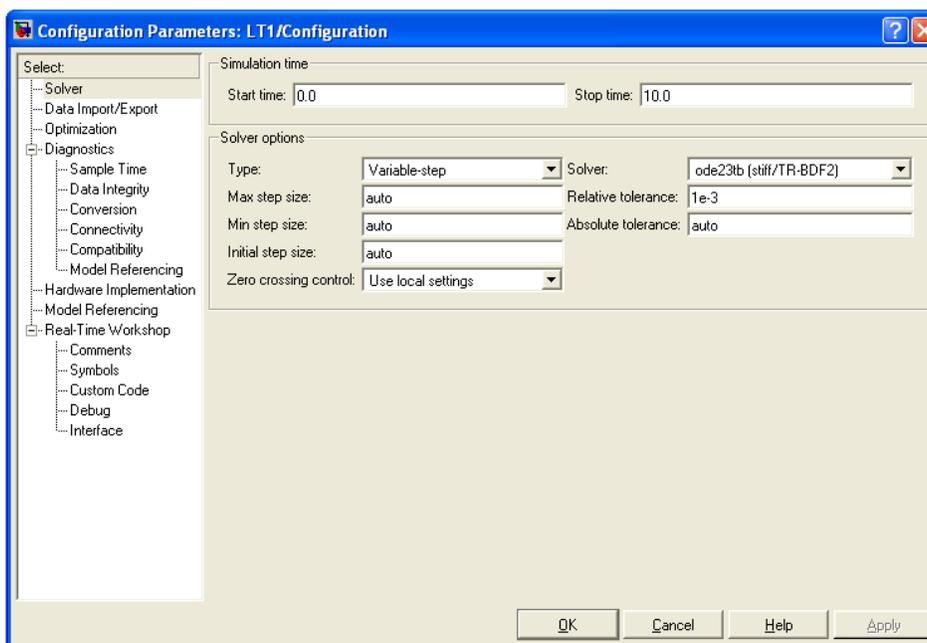 Configuration Parameters: LT1/Configuration
Select:
Solver
Data Import/Export
Optimization
Diagnostics
Sample Time
Data Integrity
Conversion
Connectivity
Compatibility
Model Referencing
Hardware Implementation
Model Referencing
Real-Time Workshop
Comments
Symbols
Custom Code
Debug
Interface
Simulation time
Start time: 0.0 Stop time: 10.0
Solver options
Type: Variable-step Solver: ode23tb (stiff/TR-BDF2)
Max step size: auto Relative tolerance: 1e-3
Min step size: auto Absolute tolerance: auto
Initial step size: auto
Zero crossing control: Use local settings
OK Cancel Help Apply